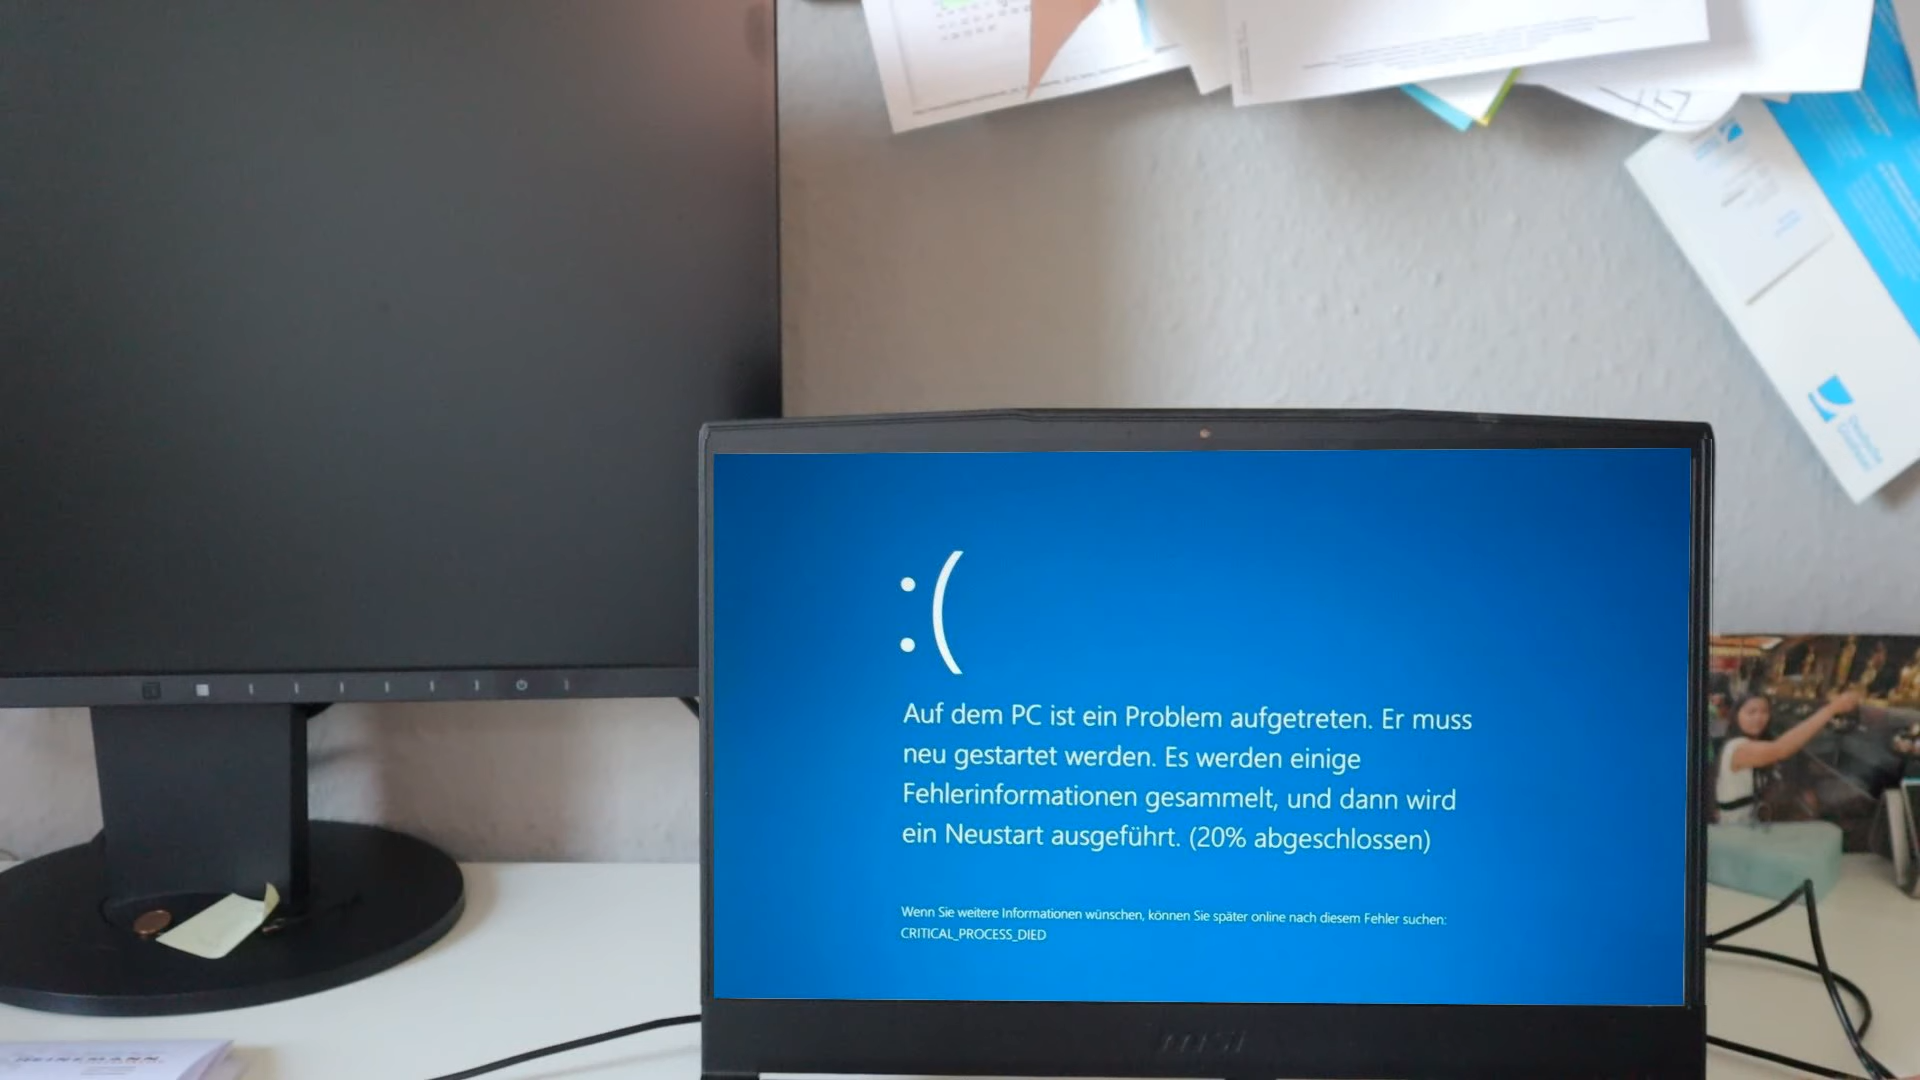 :(
Auf dem PC ist ein Problem aufgetreten. Er muss
neu gestartet werden. Es werden einige
Fehlerinformationen gesammelt, und dann wird
ein Neustart ausgeführt. (20% abgeschlossen)
Wenn Sie weitere Informationen wünschen, können Sie später online nach diesem Fehler suchen:
CRITICAL_PROCESS_DIED
HEINEMANN